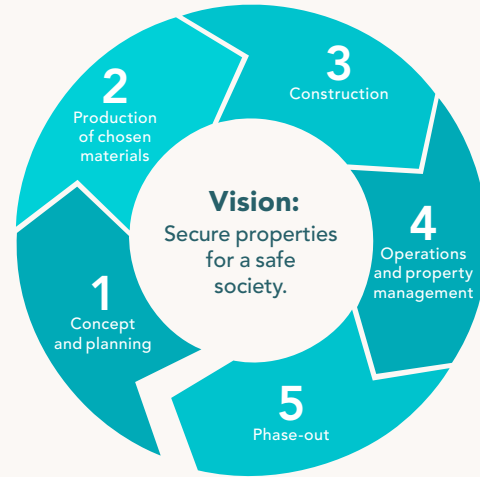 1
Concept
and planning
2
Production
of chosen
materials
3
Construction
4
Operations
and property
management
5
Phase-out
Vision:
Secure properties
for a safe
society.